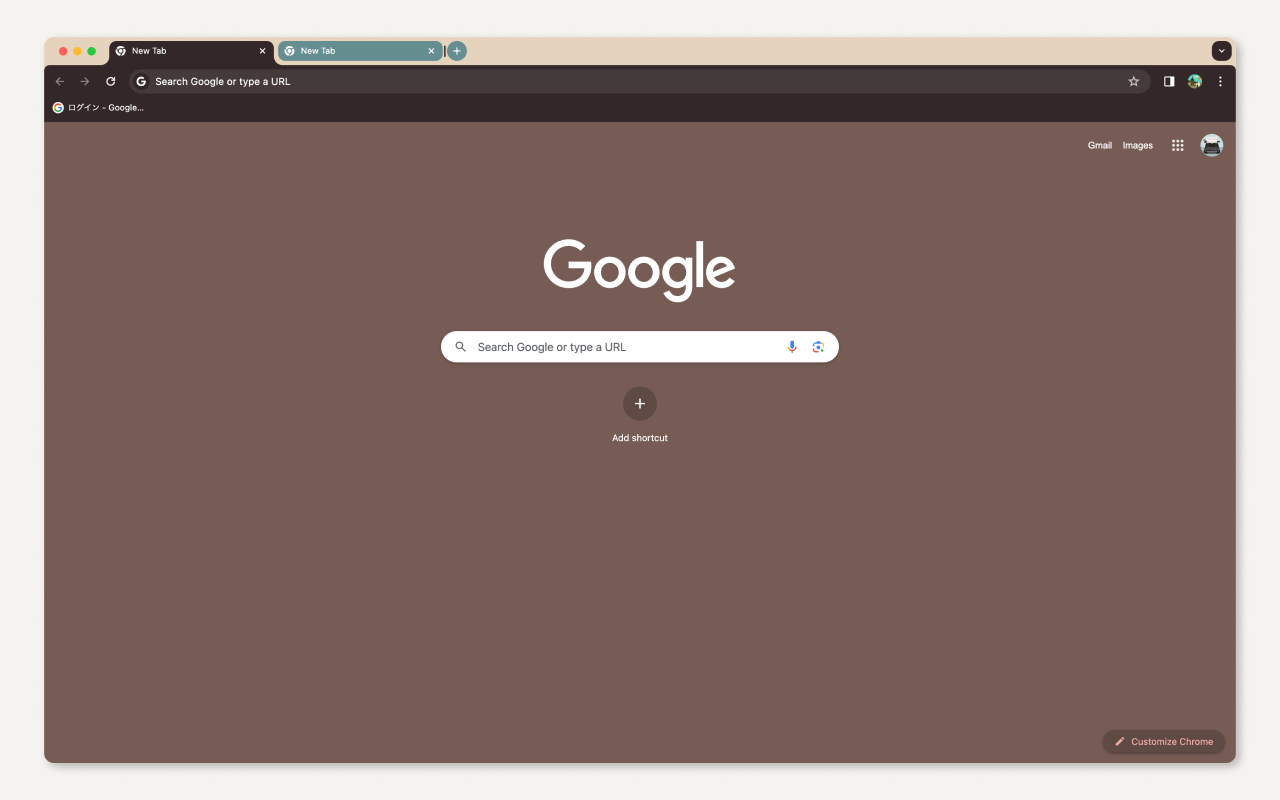 New Tab
New Tab
Search Google or type a URL
ログイン - Google...
Gmail
Images
Google
Search Google or type a URL
Add shortcut
Customize Chrome